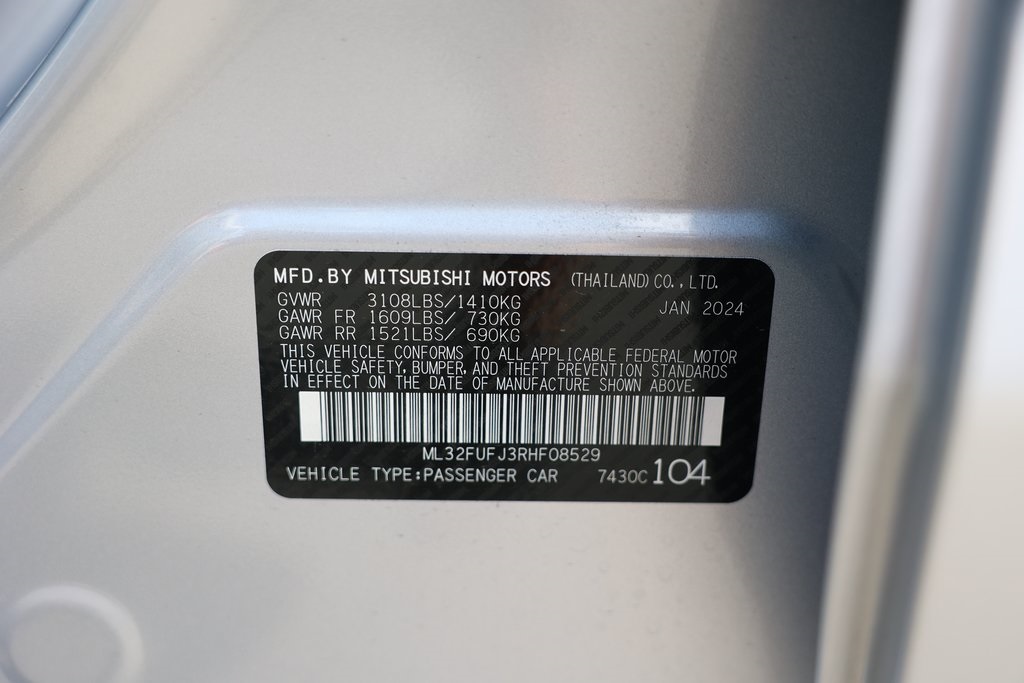 MFD.BY MITSUBISHI MOTORS (THAILAND)CO.,LTD.
GVWR 3108LBS/1410KG JAN 2024
GAWR FR 1609LBS/ 730KG
GAWR RR 1521LBS/ 690KG
THIS VEHICLE CONFORMS TO ALL APPLICABLE FEDERAL MOTOR
VEHICLE SAFETY, BUMPER, AND THEFT PREVENTION STANDARDS
IN EFFECT ON THE DATE OF MANUFACTURE SHOWN ABOVE.
ML32FUFJ3RHF08529
VEHICLE TYPE:PASSENGER CAR 7430C 104